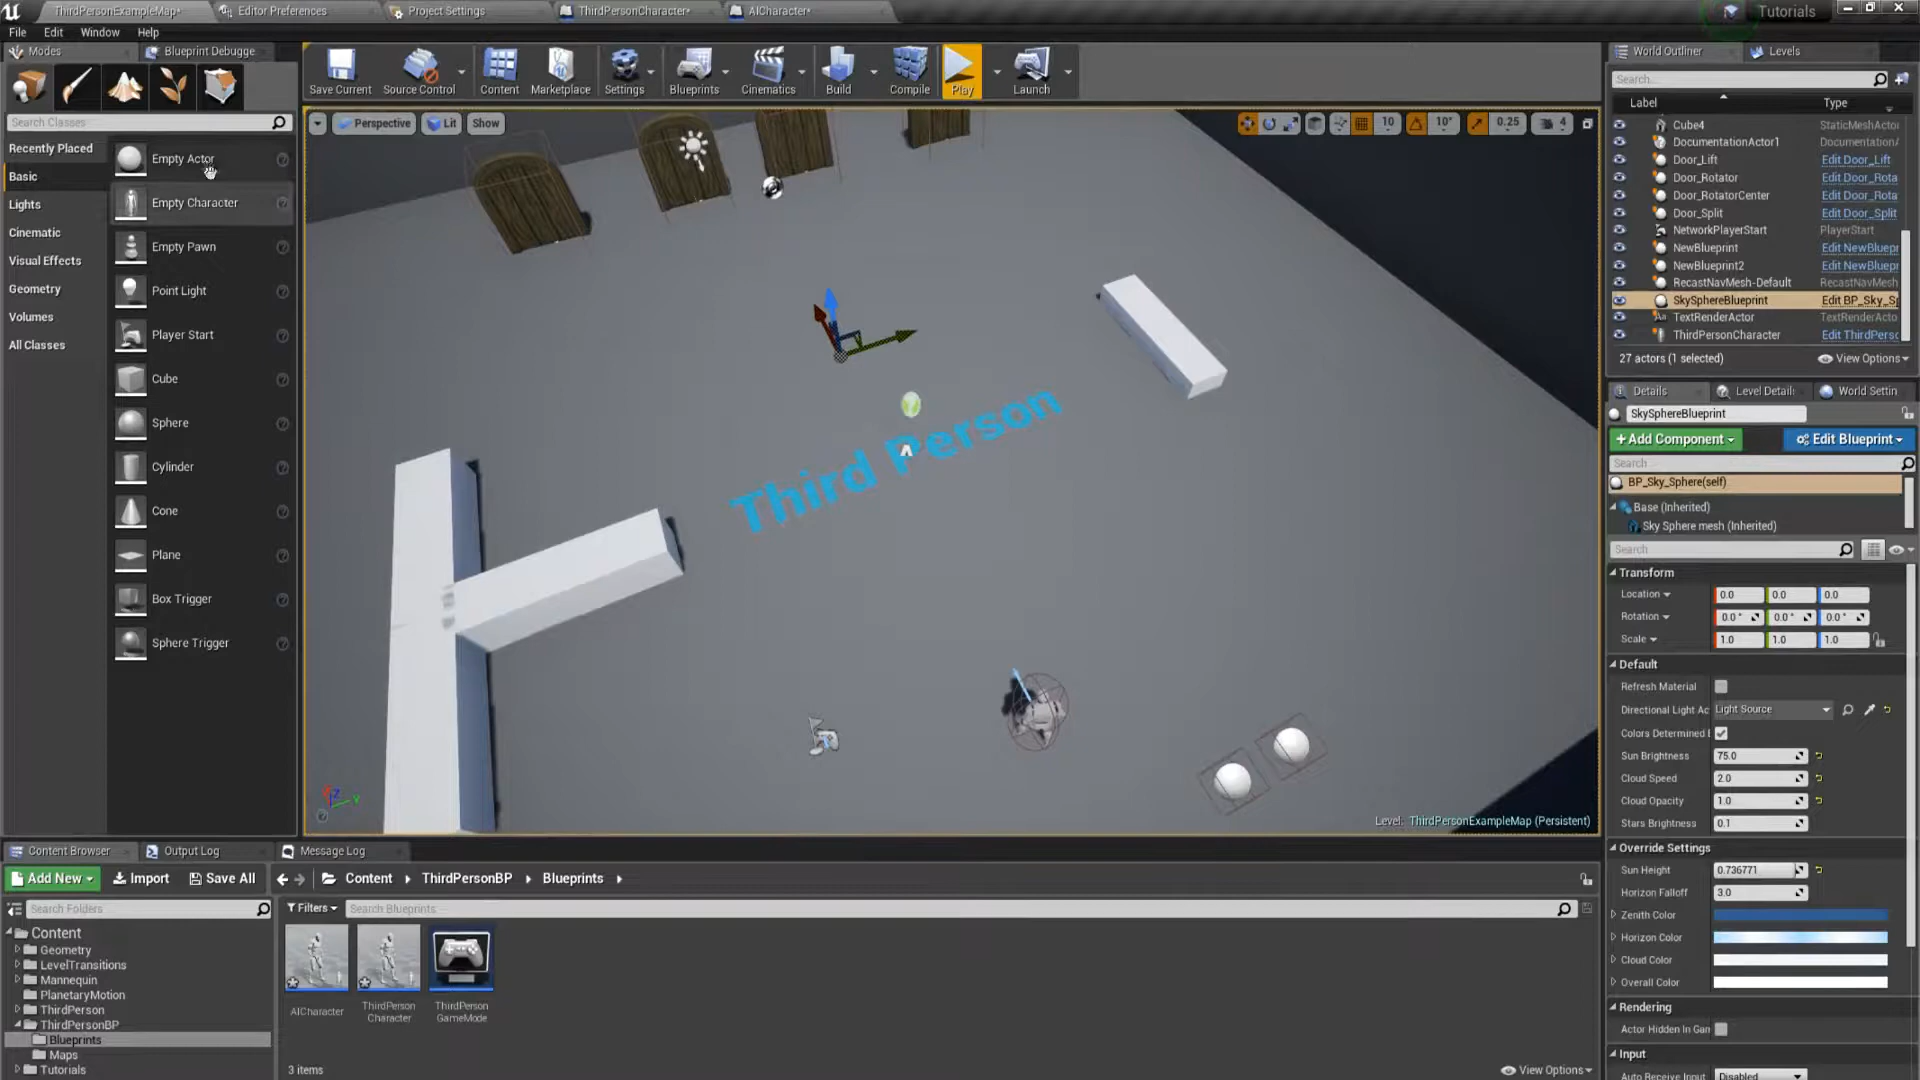 ThirdPersonExampleMap*
Editor Preferences
Project Settings
ThirdPersonCharacter*
AICharacter*
Tutorials
File
Edit
Window
Help
Modes
Blueprint Debugge
Save Current
Source Control
Content
Marketplace
Settings
Blueprints
Cinematics
Build
Compile
Play
Launch
Search Classes
Recently Placed
Basic
Lights
Cinematic
Visual Effects
Geometry
Volumes
All Classes
Empty Actor
Empty Character
Empty Pawn
Point Light
Player Start
Cube
Sphere
Cylinder
Cone
Plane
Box Trigger
Sphere Trigger
Perspective
Lit
Show
10
10°
0.25
4
Third Person
Level: ThirdPersonExampleMap (Persistent)
World Outliner
Levels
Search...
Label
Type
Cube4
StaticMeshActo
DocumentationActor1
Documentation
Door_Lift
Edit Door_Lift
Door_Rotator
Edit Door_Rota
Door_RotatorCenter
Edit Door_Rota
Door_Split
Edit Door_Split
NetworkPlayerStart
PlayerStart
NewBlueprint
Edit NewBluepr
NewBlueprint2
Edit NewBluepr
RecastNavMesh-Default
RecastNavMesh
SkySphereBlueprint
Edit BP_Sky_Sp
TextRenderActor
TextRenderActo
ThirdPersonCharacter
Edit ThirdPerso
27 actors (1 selected)
View Options
Details
Level Detail
World Settin
SkySphereBlueprint
+Add Component
Edit Blueprint
Search
BP_Sky_Sphere(self)
Base (Inherited)
Sky Sphere mesh (Inherited)
Search
Transform
Location
0.0
0.0
0.0
Rotation
0.0°
0.0°
0.0°
Scale
1.0
1.0
1.0
Default
Refresh Material
Directional Light Ac
Light Source
Colors Determined
Sun Brightness
75.0
Cloud Speed
2.0
Cloud Opacity
1.0
Stars Brightness
0.1
Override Settings
Sun Height
0.736771
Horizon Falloff
3.0
Zenith Color
Horizon Color
Cloud Color
Overall Color
Rendering
Actor Hidden In Gam
Input
Auto Receive Input
Disabled
Content Browser
Output Log
Message Log
Add New
Import
Save All
Content
ThirdPersonBP
Blueprints
Search Folders
Filters
Search Blueprints
Content
Geometry
LevelTransitions
Mannequin
PlanetaryMotion
ThirdPerson
ThirdPersonBP
Blueprints
Maps
Tutorials
AICharacter
ThirdPerson
Character
ThirdPerson
GameMode
3 items
View Options